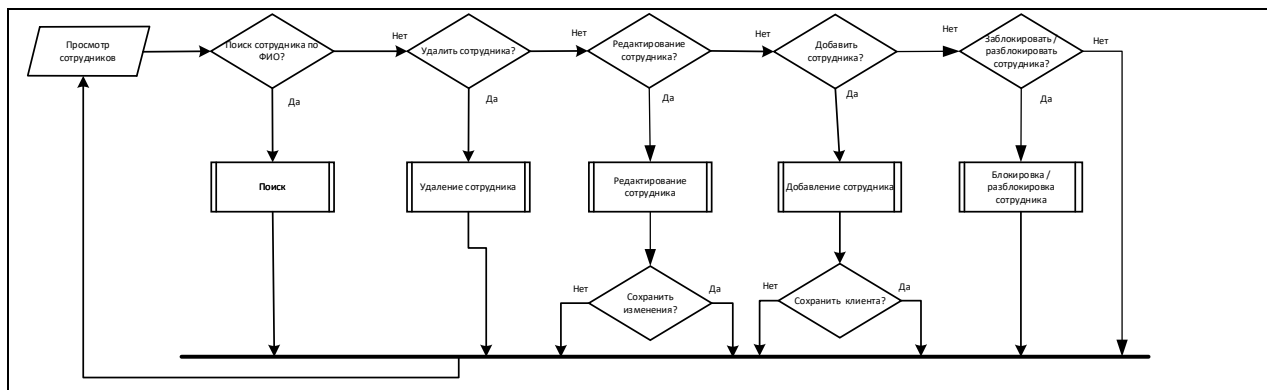 Просмотр
сотрудников
Поиск сотрудника по
ФИО?
Нет
Удалить сотрудника?
Нет
Редактирование
сотрудника?
Нет
Добавить
сотрудника?
Нет
Заблокировать /
разблокировать
сотрудника?
Нет
Да
Да
Да
Да
Да
Поиск
Удаление сотрудника
Редактирование
сотрудника
Добавление сотрудника
Блокировка /
разблокировка
сотрудника
Нет
Сохранить
изменения?
Да
Нет
Сохранить клиента?
Да